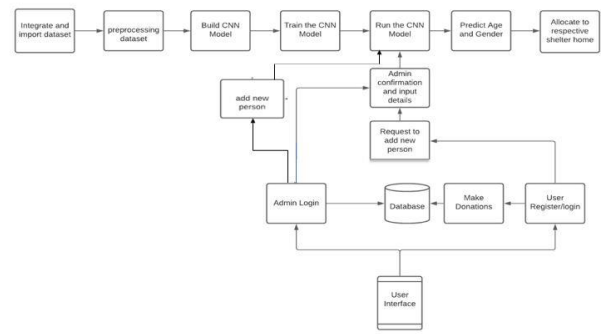 Integrate and
import dataset
preprocessing
dataset
Build CNN
Model
Train the CNN
Model
Run the CNN
Model
Predict Age
and Gender
Allocate to
respective
shelter home
add new
person
Admin
confirmation
and input
details
Request to
add new
person
Admin Login
Database
Make
Donations
User
Register/login
User
Interface